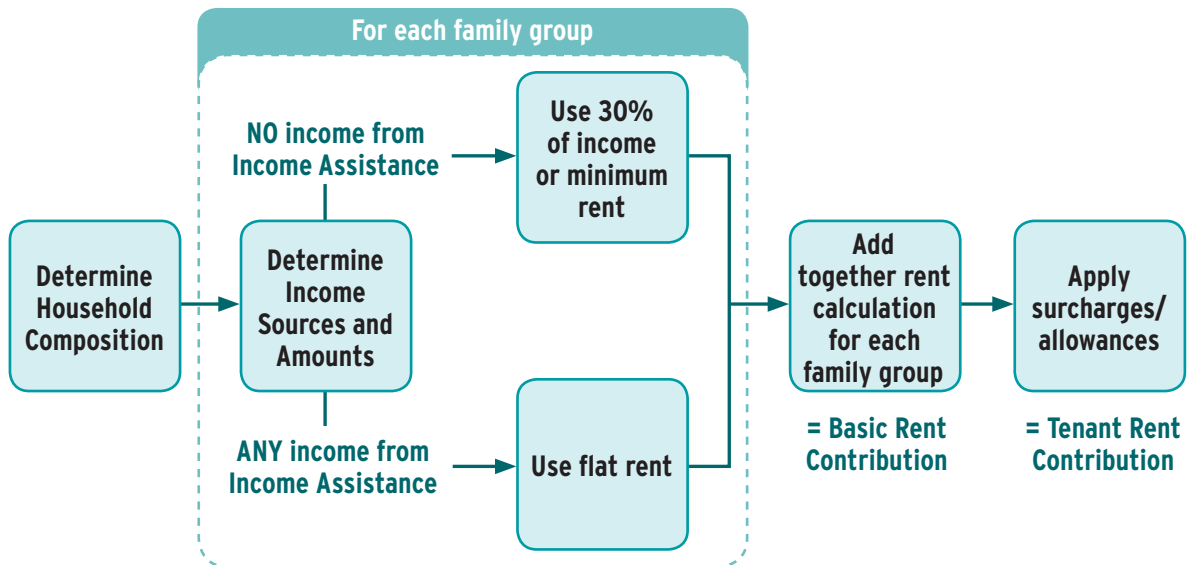 For each family group
Determine
Household
Composition
NO income from
Income Assistance
Determine
Income
Sources and
Amounts
ANY income from
Income Assistance
Use 30%
of income
or minimum
rent
Use flat rent
Add
together rent
calculation
for each
family group
= Basic Rent
Contribution
Apply
surcharges/
allowances
= Tenant Rent
Contribution